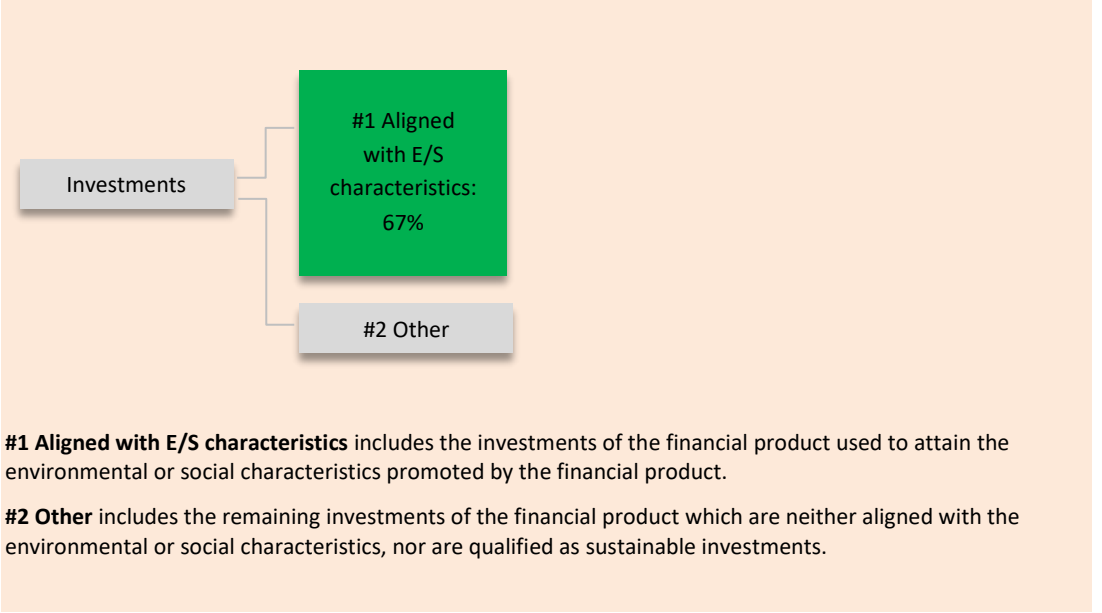 #1 Aligned
with E/S
characteristics:
67%
Investments
#2 Other
#1 Aligned with E/S characteristics includes the investments of the financial product used to attain the
environmental or social characteristics promoted by the financial product.
#2 Other includes the remaining investments of the financial product which are neither aligned with the
environmental or social characteristics, nor are qualified as sustainable investments.